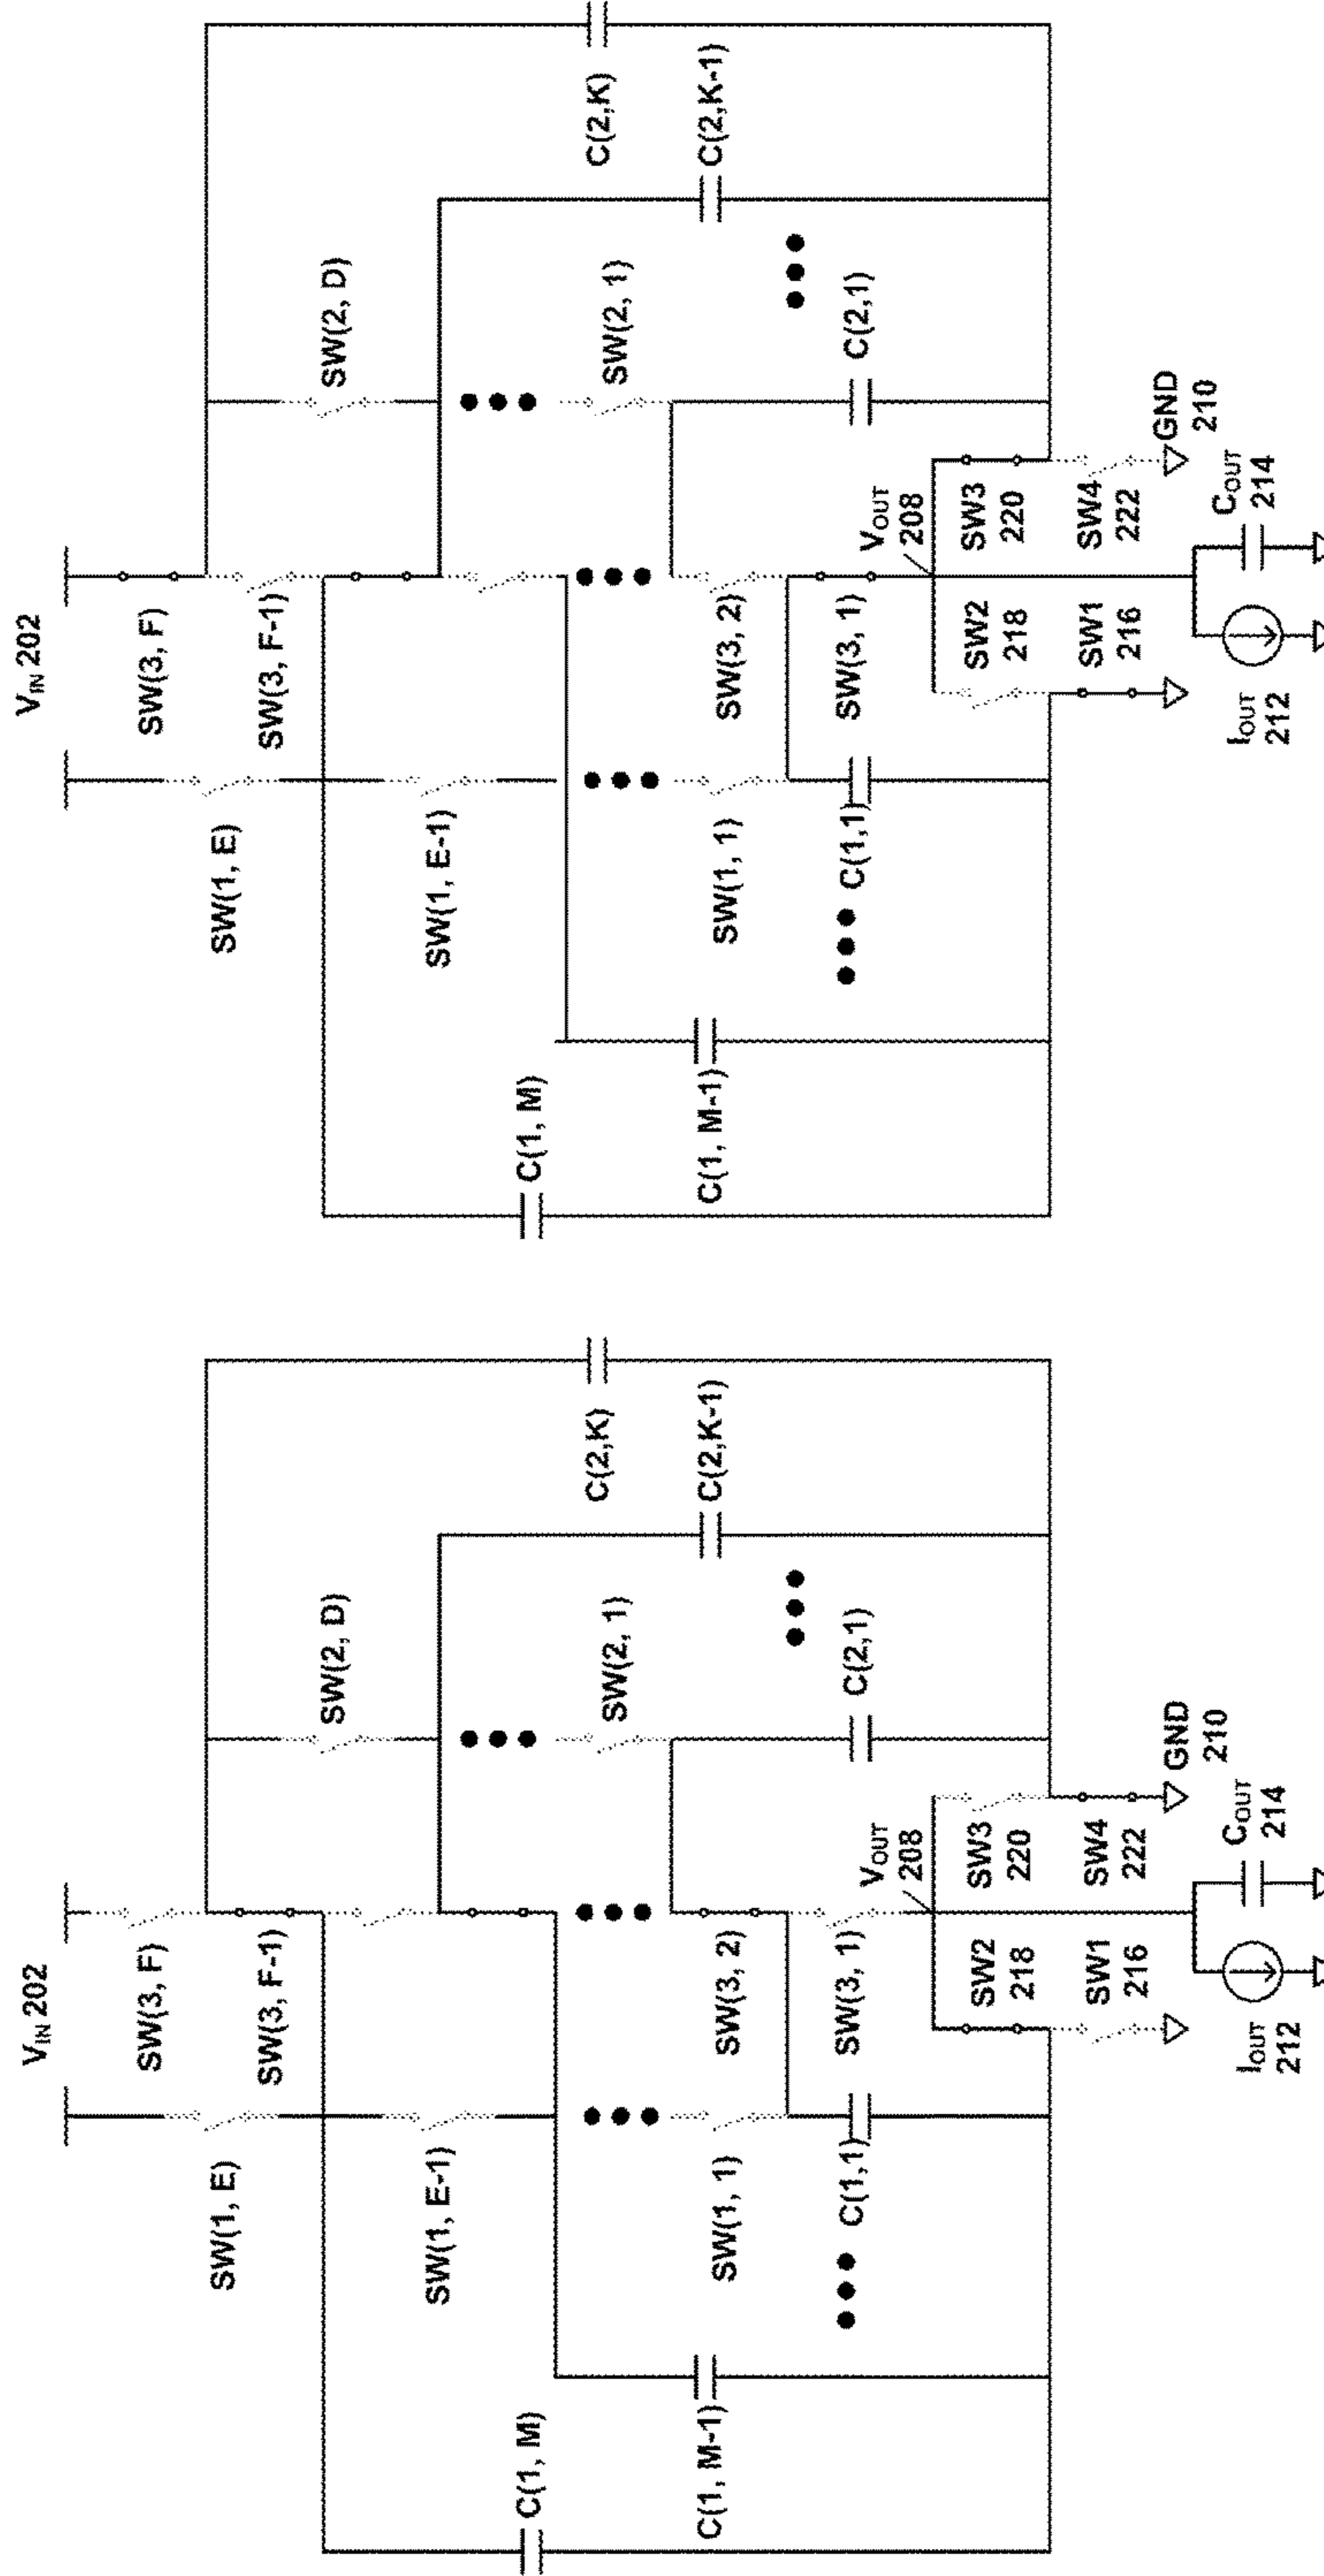 V_IN 202
SW(3, F)
SW(1, E)
SW(3, F-1)
SW(2, D)
C(1, M)
SW(1, E-1)
C(2,K)
C(2,K-1)
SW(2, 1)
C(1, M-1)
SW(1, 1)
SW(3, 2)
C(1,1)
SW(3, 1)
C(2,1)
V_OUT
208
SW2
218
SW3
220
SW1
216
SW4
222
GND
210
I_OUT
212
C_OUT
214
V_IN 202
SW(3, F)
SW(1, E)
SW(3, F-1)
SW(2, D)
C(1, M)
SW(1, E-1)
C(2,K)
C(2,K-1)
SW(2, 1)
C(1, M-1)
SW(1, 1)
SW(3, 2)
C(1,1)
SW(3, 1)
C(2,1)
V_OUT
208
SW2
218
SW3
220
SW1
216
SW4
222
GND
210
I_OUT
212
C_OUT
214